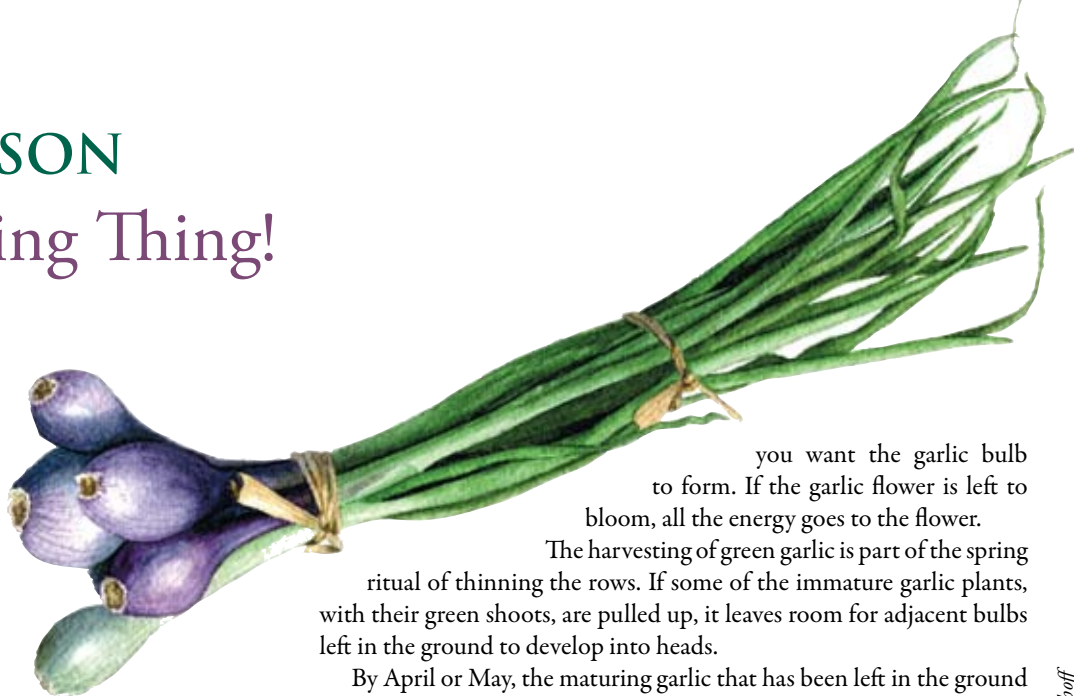 SON
ing Thing!
you want the garlic bulb
to form. If the garlic flower is left to
bloom, all the energy goes to the flower.
The harvesting of green garlic is part of the spring
ritual of thinning the rows. If some of the immature garlic plants,
with their green shoots, are pulled up, it leaves room for adjacent bulbs
left in the ground to develop into heads.
By April or May, the maturing garlic that has been left in the ground